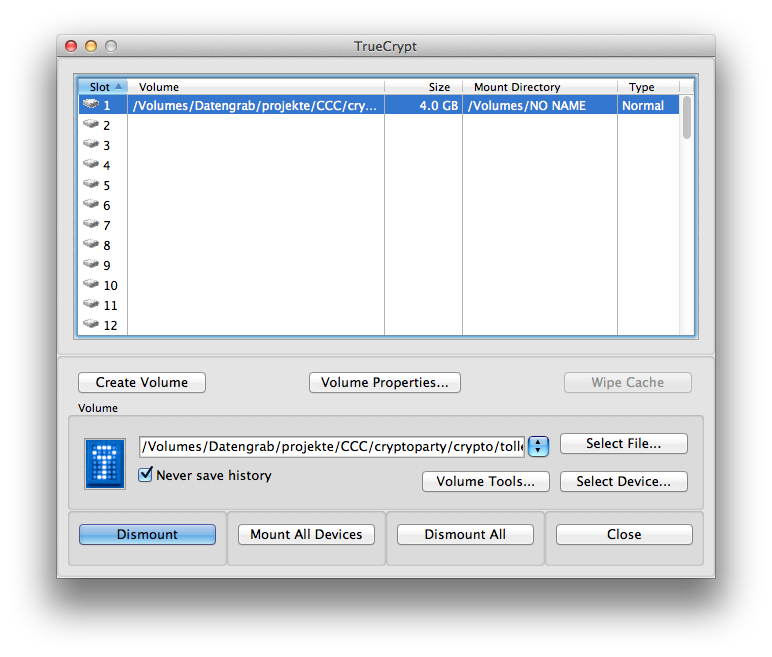 TrueCrypt
Slot Volume Size Mount Directory Type
1 /Volumes/Datengrab/projekte/CCC/cry... 4.0 GB /Volumes/NO NAME Normal
2
3
4
5
6
7
8
9
10
11
12
Create Volume Volume Properties... Wipe Cache
Volume
/Volumes/Datengrab/projekte/CCC/cryptoparty/crypto/tolle Select File...
Never save history
Volume Tools... Select Device...
Dismount Mount All Devices Dismount All Close